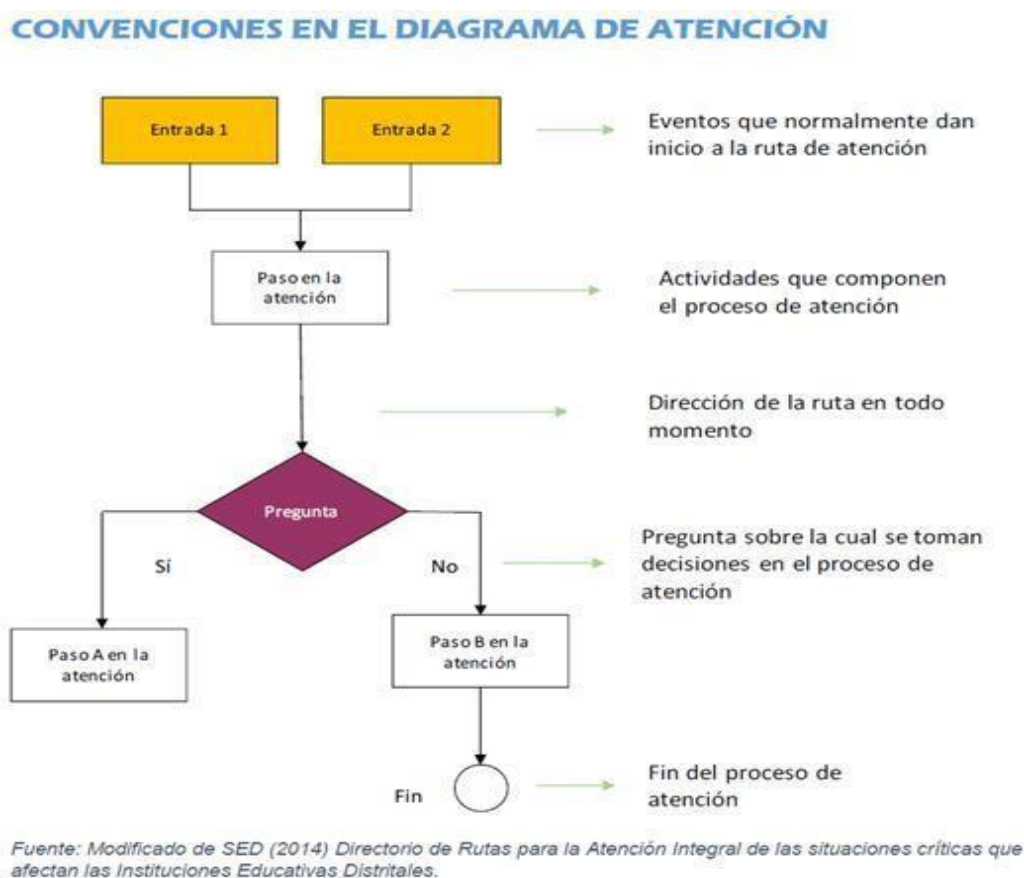 CONVENCIONES EN EL DIAGRAMA DE ATENCIÓN
Entrada 1
Entrada 2
Eventos que normalmente dan
inicio a la ruta de atención
Paso en la
atención
Actividades que componen
el proceso de atención
Dirección de la ruta en todo
momento
Pregunta
Sí
No
Pregunta sobre la cual se toman
decisiones en el proceso de
atención
Paso A en la
atención
Paso B en la
atención
Fin
Fin del proceso de
atención
Fuente: Modificado de SED (2014) Directorio de Rutas para la Atención Integral de las situaciones críticas que
afectan las Instituciones Educativas Distritales.